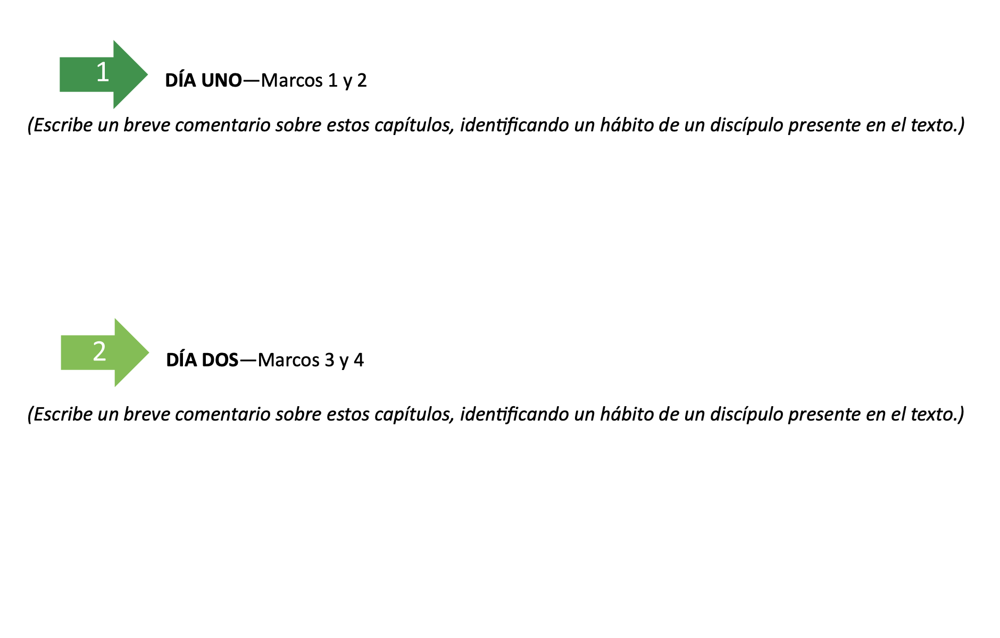 1
DÍA UNO—Marcos 1 y 2
(Escribe un breve comentario sobre estos capítulos, identificando un hábito de un discípulo presente en el texto.)
2
DÍA DOS—Marcos 3 y 4
(Escribe un breve comentario sobre estos capítulos, identificando un hábito de un discípulo presente en el texto.)